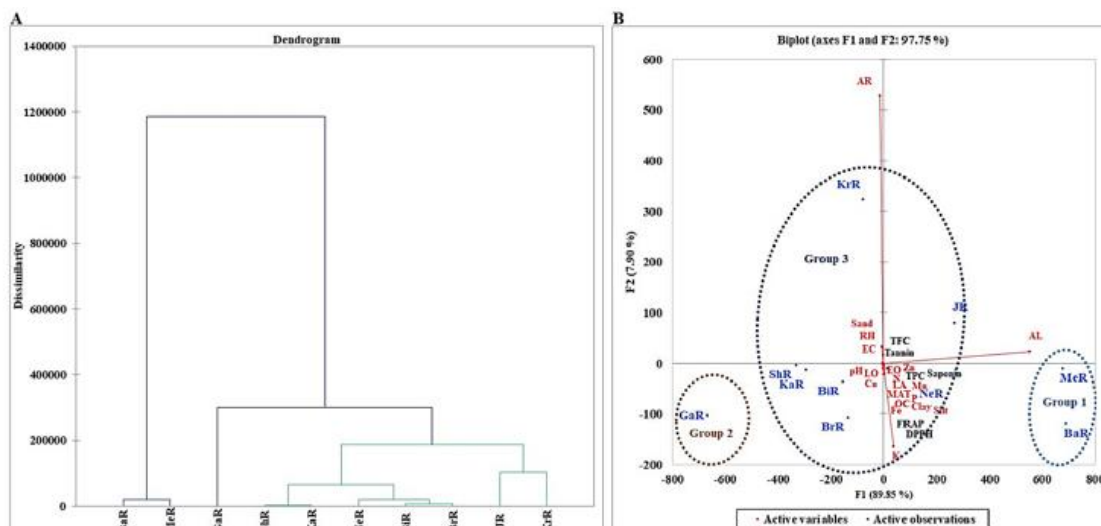 A
Dendrogram
1400000
1200000
1000000
800000
600000
400000
200000
0
Dissimilarity
B
Biplot (axes F1 and F2: 97.75 %)
600
500
400
300
200
100
0
-100
-200
F2 (7.90 %)
-800
-600
-400
-200
0
200
400
600
800
F1 (89.85 %)
AR
KrR
Group 3
JR
AL
Sand
RH
EC
TFC
Tannin
pH
LO
Cu
EO
Zn
N
TPC
Saponin
LA
Mn
MAT
P
NeR
OC
Clay
Fe
Silt
FRAP
DPPH
K
ShR
KaR
BiR
BrR
GaR
Group 2
MeR
Group 1
BaR
Active variables
Active observations